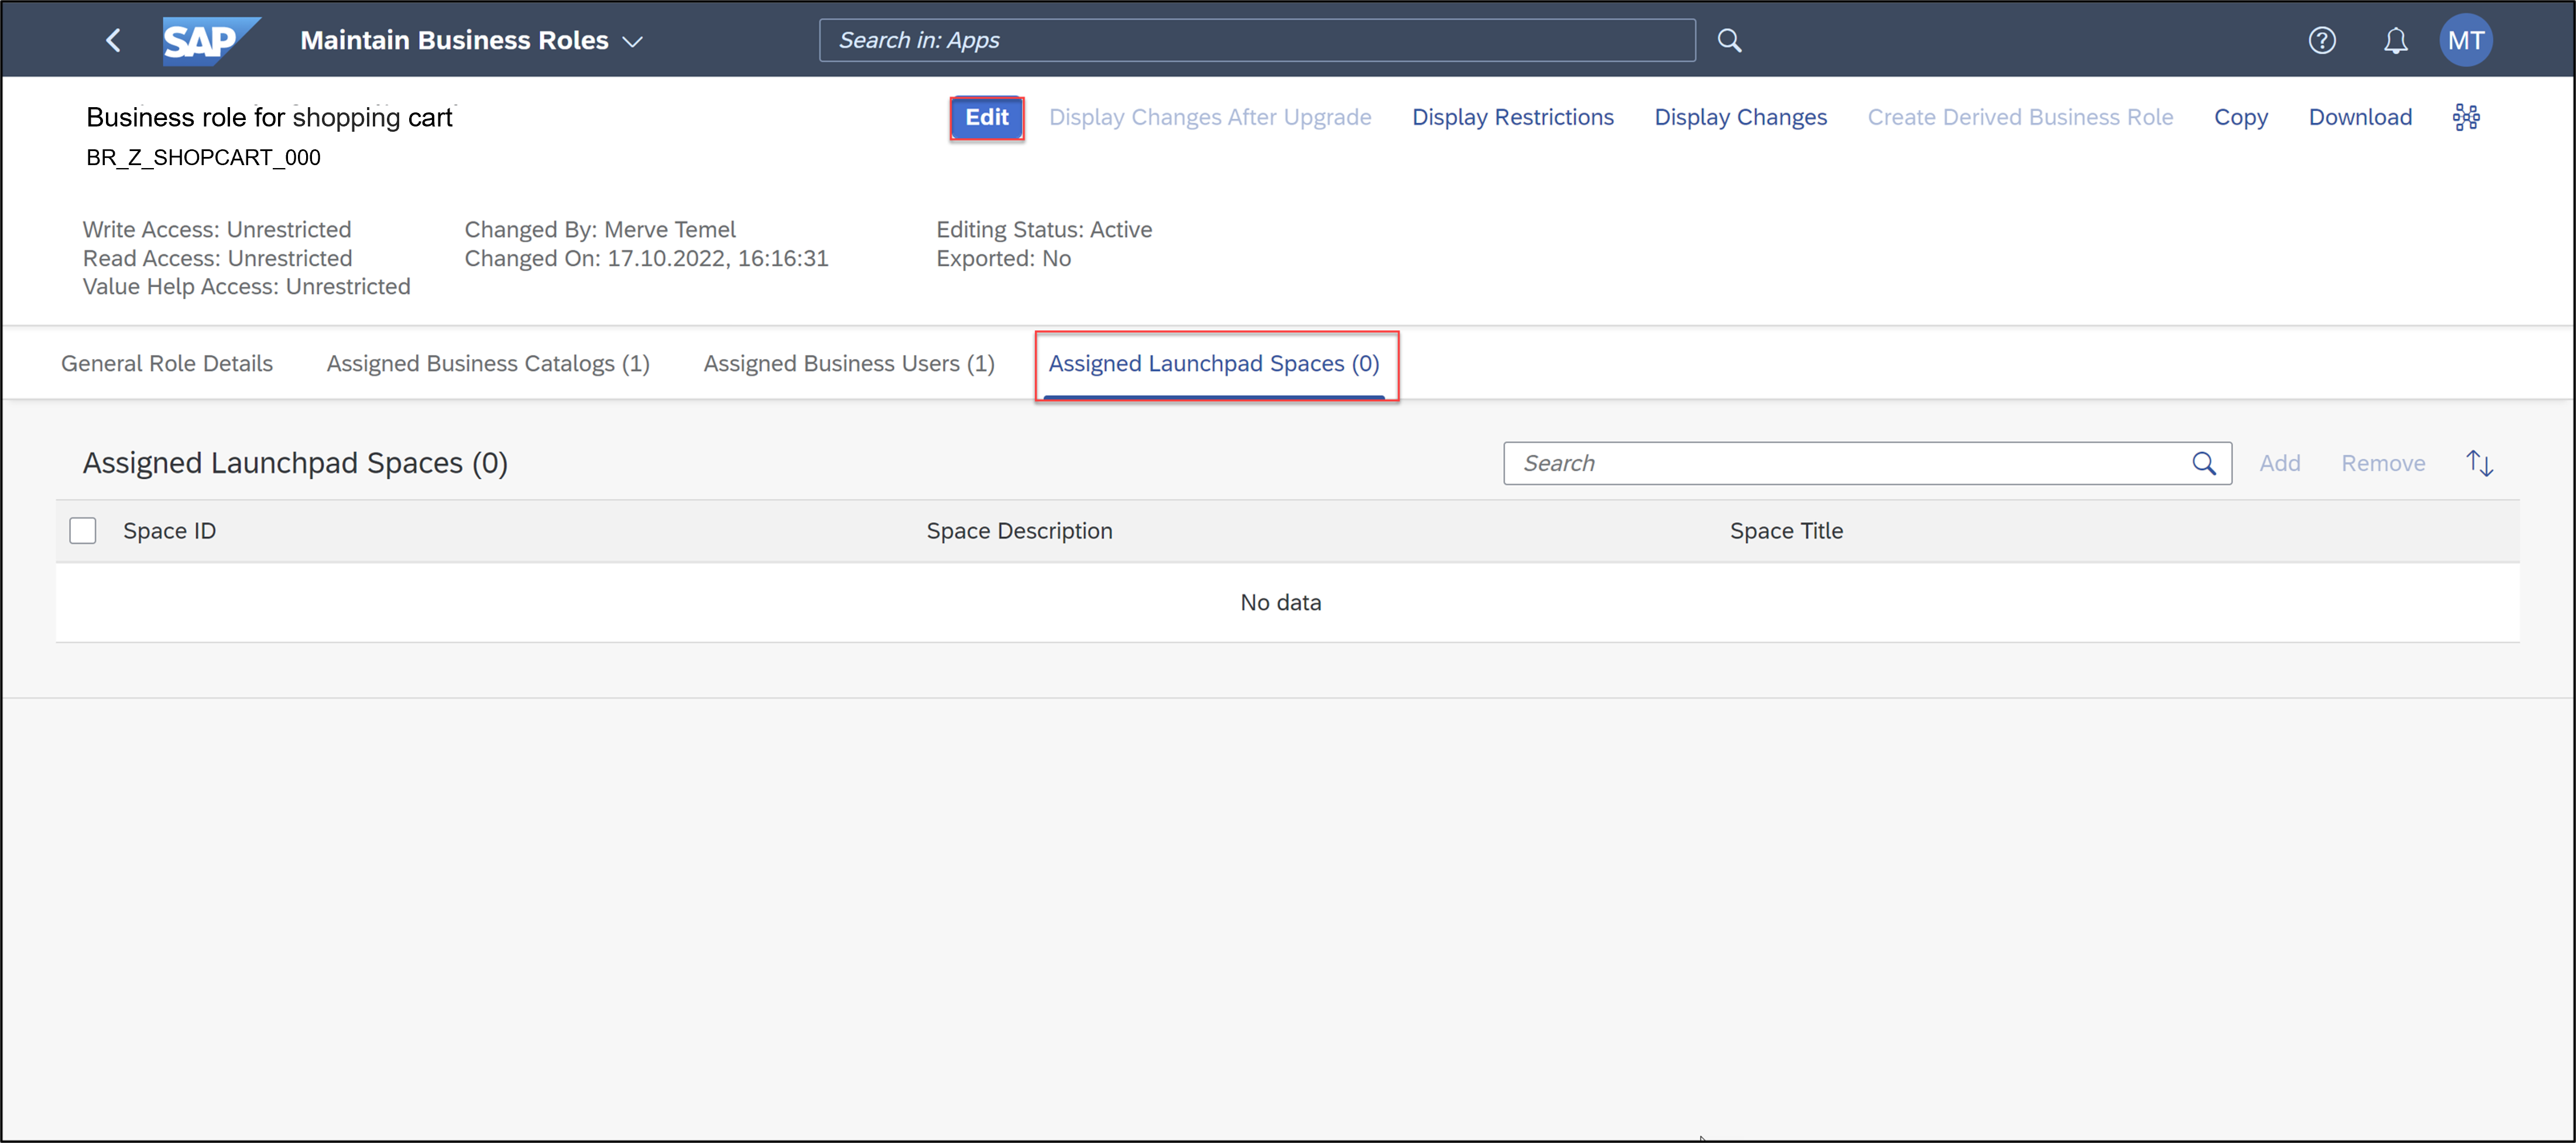 SAP Maintain Business Roles Search in: Apps MT
Business role for shopping cart Edit Display Changes After Upgrade Display Restrictions Display Changes Create Derived Business Role Copy Download
BR_Z_SHOPCART_000
Write Access: Unrestricted Changed By: Merve Temel Editing Status: Active
Read Access: Unrestricted Changed On: 17.10.2022, 16:16:31 Exported: No
Value Help Access: Unrestricted
General Role Details Assigned Business Catalogs (1) Assigned Business Users (1) Assigned Launchpad Spaces (0)
Assigned Launchpad Spaces (0) Search Add Remove
Space ID Space Description Space Title
No data